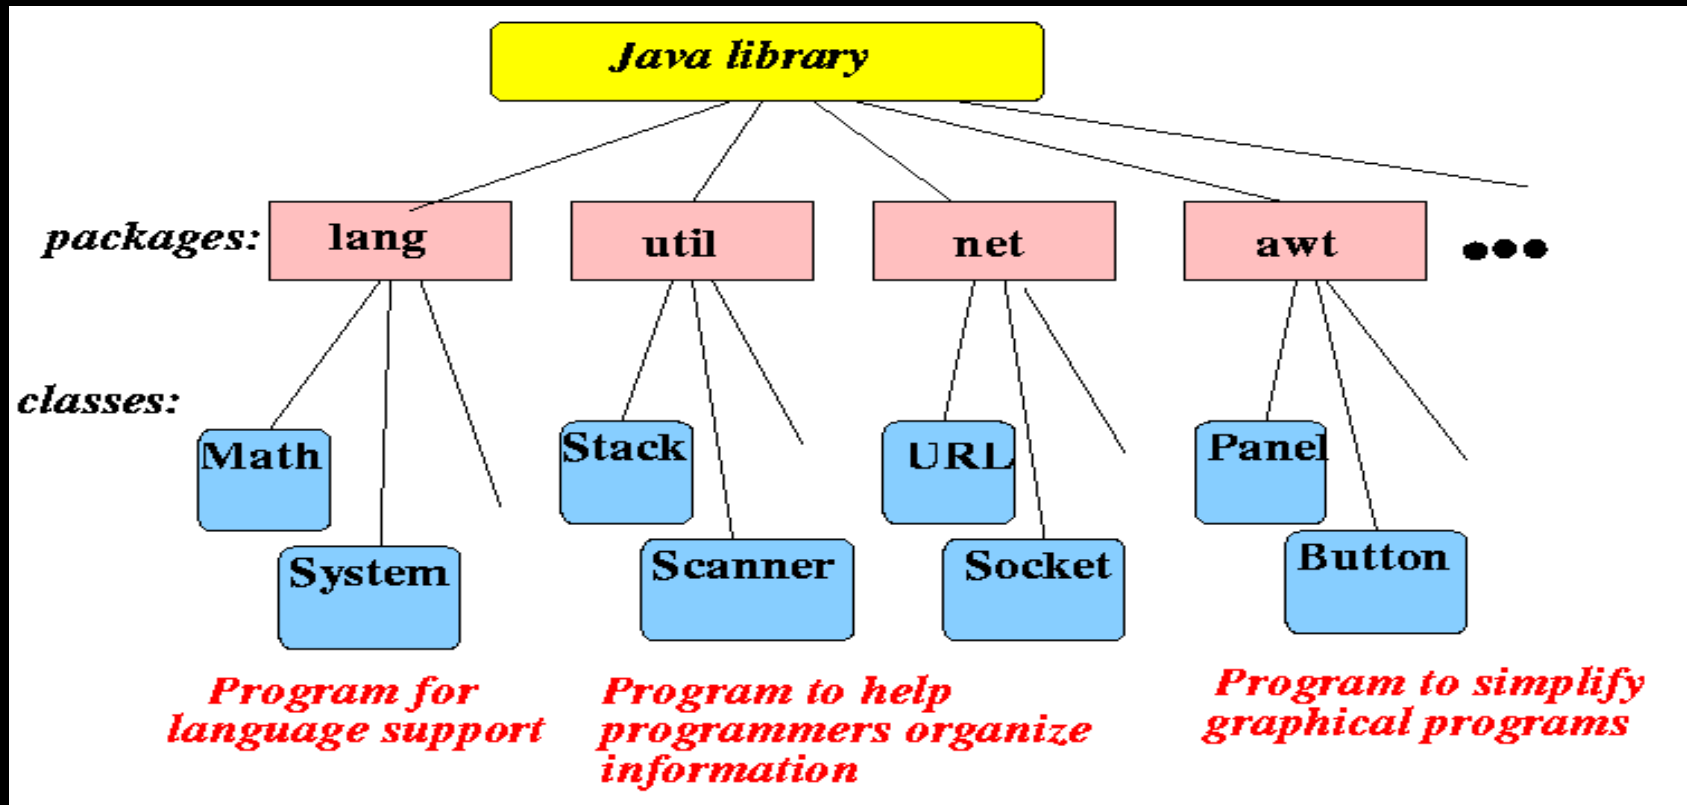 Java library
packages:
lang
util
net
awt
classes:
Math
Stack
URL
Panel
System
Scanner
Socket
Button
Program for
language support
Program to help
programmers organize
information
Program to simplify
graphical programs